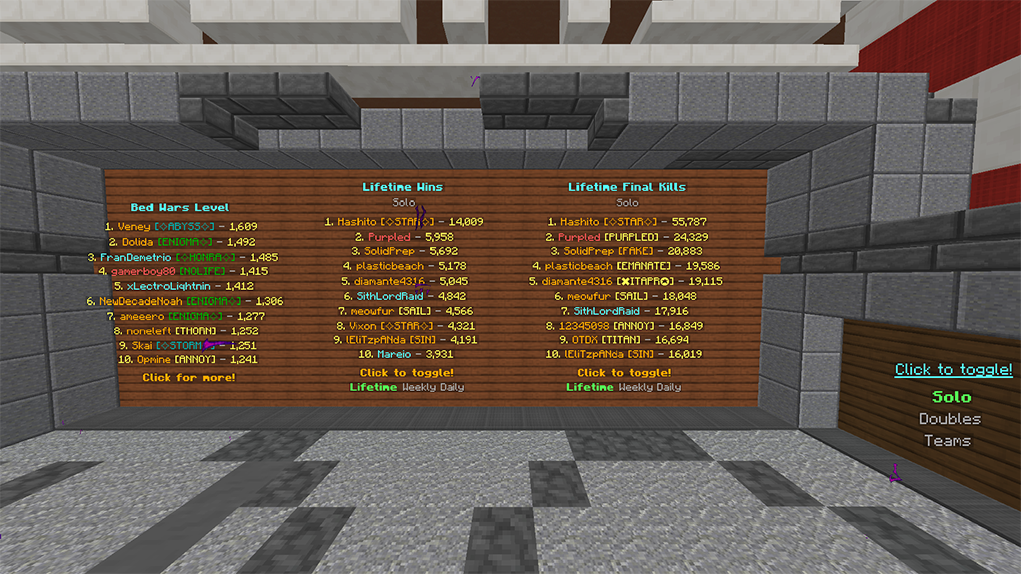 Bed Wars Level
1. Veney [◇ABYSS◇] - 1,609
2. Dolida [ENIGMA◇] - 1,492
3. FranDemetrio [◇HONRA◇] - 1,485
4. gamerboy80 [NOLIFE] - 1,415
5. xLectroLightnin - 1,412
6. NewDecadeNoah [ENIGMA◇] - 1,306
7. ameeero [ENIGMA◇] - 1,277
8. noneleft [THORN] - 1,252
9. Skai [◇STORM - 1,251
10. Opmine [ANNOY] - 1,241
Click for more!
Lifetime Wins
Solo
1. Hashito [◇STAR◇] - 14,009
2. Purpled - 5,958
3. SolidPrep - 5,692
4. plasticbeach - 5,178
5. diamante4316 - 5,045
6. SithLordRaid - 4,842
7. meowfur [SAIL] - 4,566
8. Vixon [◇STAR◇] - 4,321
9. lEliTzpANda [SIN] - 4,191
10. Mareio - 3,931
Click to toggle!
Lifetime Weekly Daily
Lifetime Final Kills
Solo
1. Hashito [◇STAR◇] - 55,787
2. Purpled [PURPLED] - 24,329
3. SolidPrep [FAKE] - 20,883
4. plasticbeach [EMANATE] - 19,586
5. diamante4316 [✖ITAPR✪] - 19,115
6. meowfur [SAIL] - 18,048
7. SithLordRaid - 17,916
8. 12345098 [ANNOY] - 16,849
9. OTDX [TITAN] - 16,694
10. lEliTzpANda [SIN] - 16,019
Click to toggle!
Lifetime Weekly Daily
Click to toggle!
Solo
Doubles
Teams